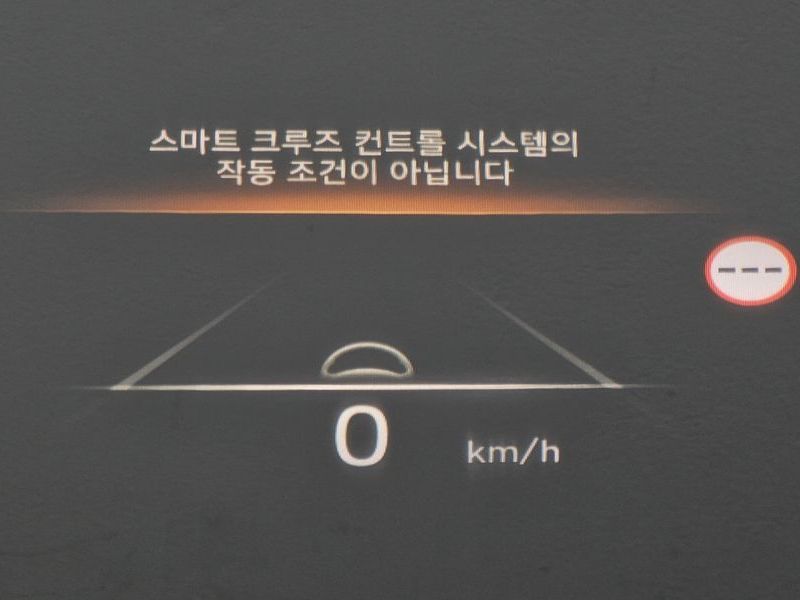 스마트 크루즈 컨트롤 시스템의
작동 조건이 아닙니다
---
0 km/h